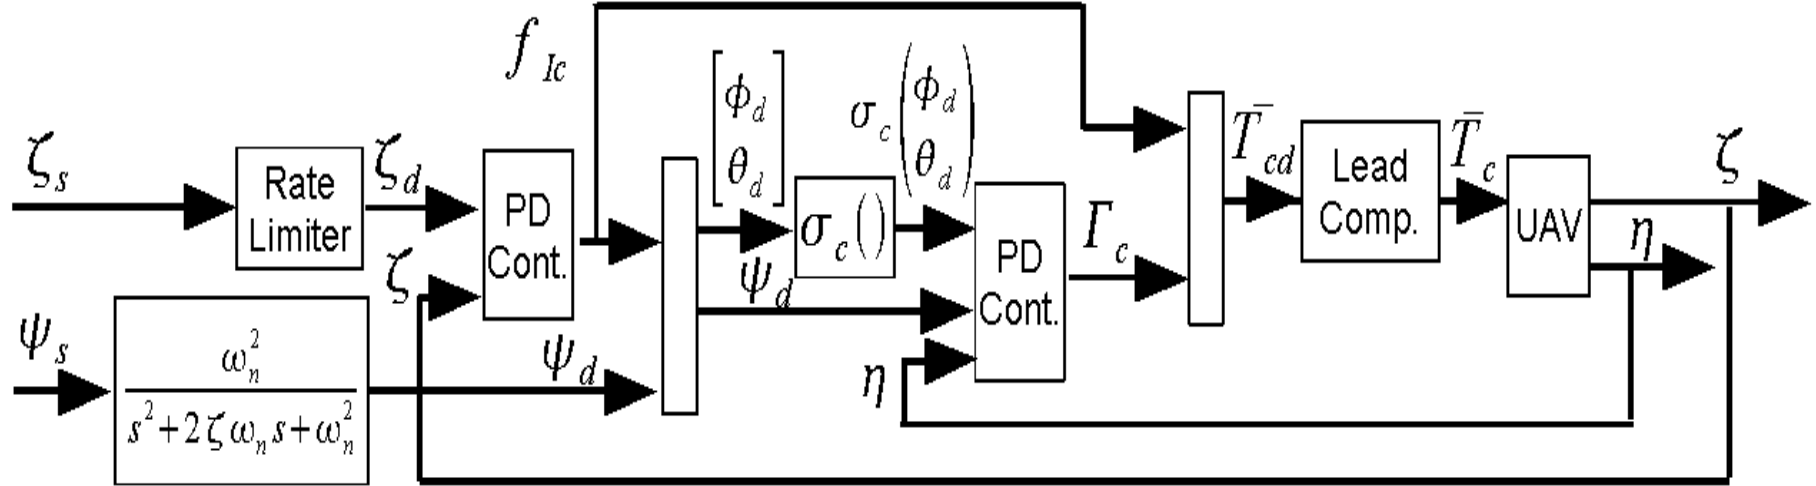 f_Ic
[ϕ_d
θ_d]
σ_c(ϕ_d
θ_d)
ζ_s
Rate
Limiter
ζ_d
PD
Cont.
ζ
ψ_s
ω_n^2
s^2+2ζω_n s+ω_n^2
ψ_d
σ_c()
ψ_d
η
PD
Cont.
Γ_c
T̄_cd
Lead
Comp.
T̄_c
UAV
ζ
η